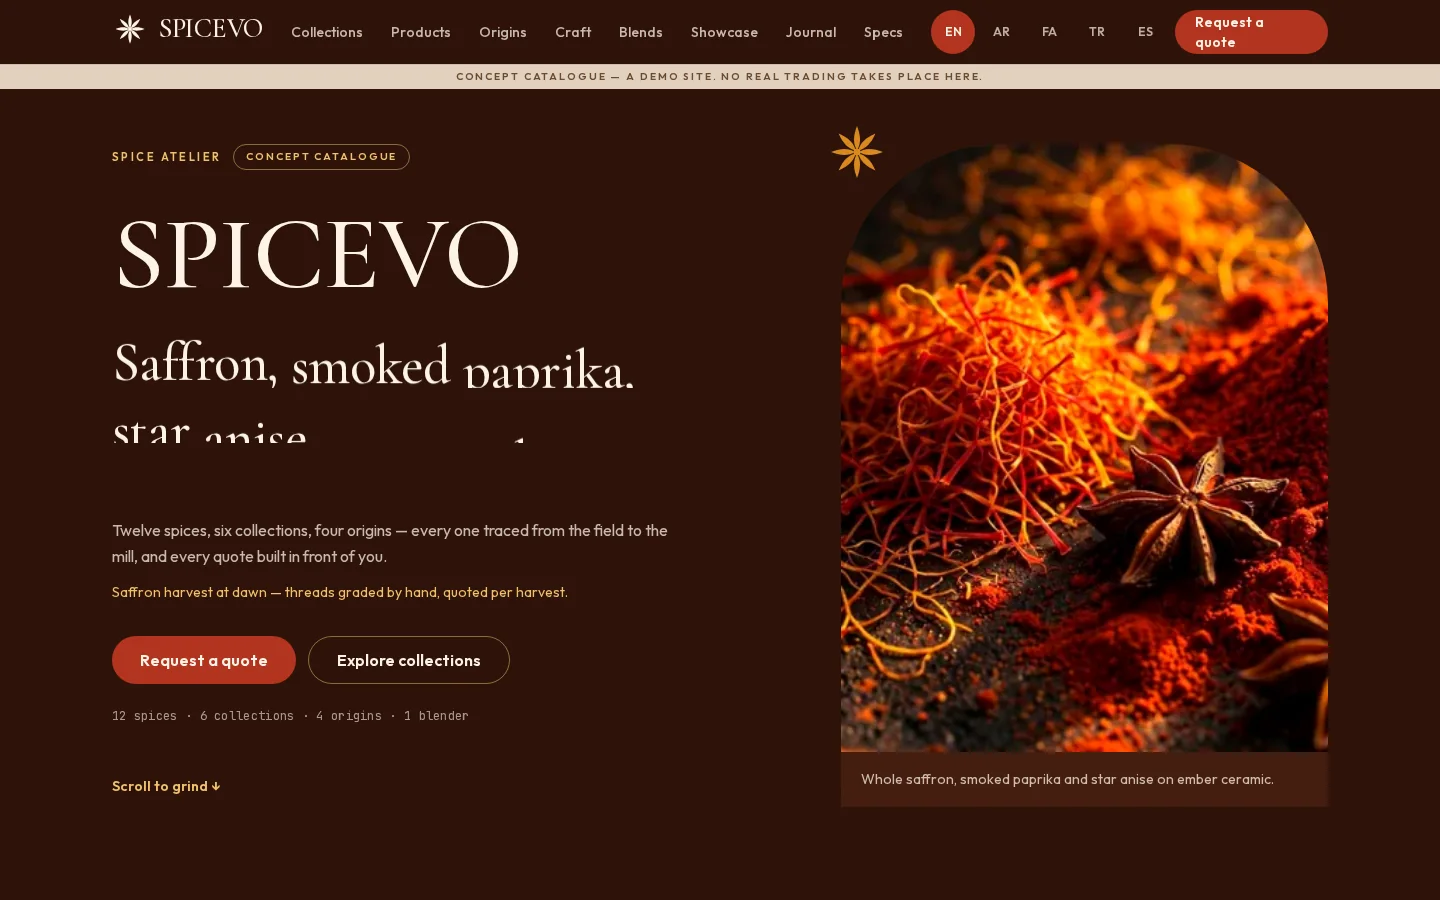 SPICEVO
Collections
Products
Origins
Craft
Blends
Showcase
Journal
Specs
EN
AR
FA
TR
ES
Request a
quote
CONCEPT CATALOGUE — A DEMO SITE. NO REAL TRADING TAKES PLACE HERE.
SPICE ATELIER
CONCEPT CATALOGUE
SPICEVO
Saffron, smoked paprika,
star anise
Twelve spices, six collections, four origins — every one traced from the field to the
mill, and every quote built in front of you.
Saffron harvest at dawn — threads graded by hand, quoted per harvest.
Request a quote
Explore collections
12 spices · 6 collections · 4 origins · 1 blender
Scroll to grind ↓
Whole saffron, smoked paprika and star anise on ember ceramic.